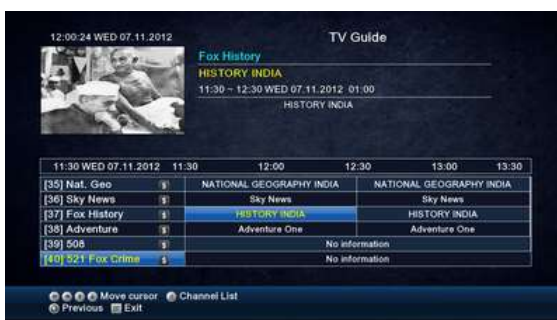 12:00:24 WED 07.11.2012
TV Guide
Fox History
HISTORY INDIA
11:30 ~ 12:30 WED 07.11.2012 01:00
HISTORY INDIA
11:30 WED 07.11.2012 11:30 12:00 12:30 13:00 13:30
[35] Nat. Geo $ NATIONAL GEOGRAPHY INDIA NATIONAL GEOGRAPHY INDIA
[36] Sky News $ Sky News Sky News
[37] Fox History $ HISTORY INDIA HISTORY INDIA
[38] Adventure $ Adventure One Adventure One
[39] 508 $ No information
[40] 521 Fox Crime $ No information
Move cursor Channel List
Previous Exit